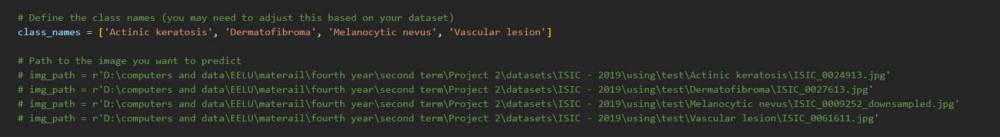 # Define the class names (you may need to adjust this based on your dataset)
class_names = ['Actinic keratosis', 'Dermatofibroma', 'Melanocytic nevus', 'Vascular lesion']
# Path to the image you want to predict
# img_path = r'D:\computers and data\EELU\materail\fourth year\second term\Project 2\datasets\ISIC - 2019\using\test\Actinic keratosis\ISIC_0024913.jpg'
# img_path = r'D:\computers and data\EELU\materail\fourth year\second term\Project 2\datasets\ISIC - 2019\using\test\Dermatofibroma\ISIC_0027613.jpg'
# img_path = r'D:\computers and data\EELU\materail\fourth year\second term\Project 2\datasets\ISIC - 2019\using\test\Melanocytic nevus\ISIC_0009252_downsampled.jpg'
# img_path = r'D:\computers and data\EELU\materail\fourth year\second term\Project 2\datasets\ISIC - 2019\using\test\Vascular lesion\ISIC_0061611.jpg'